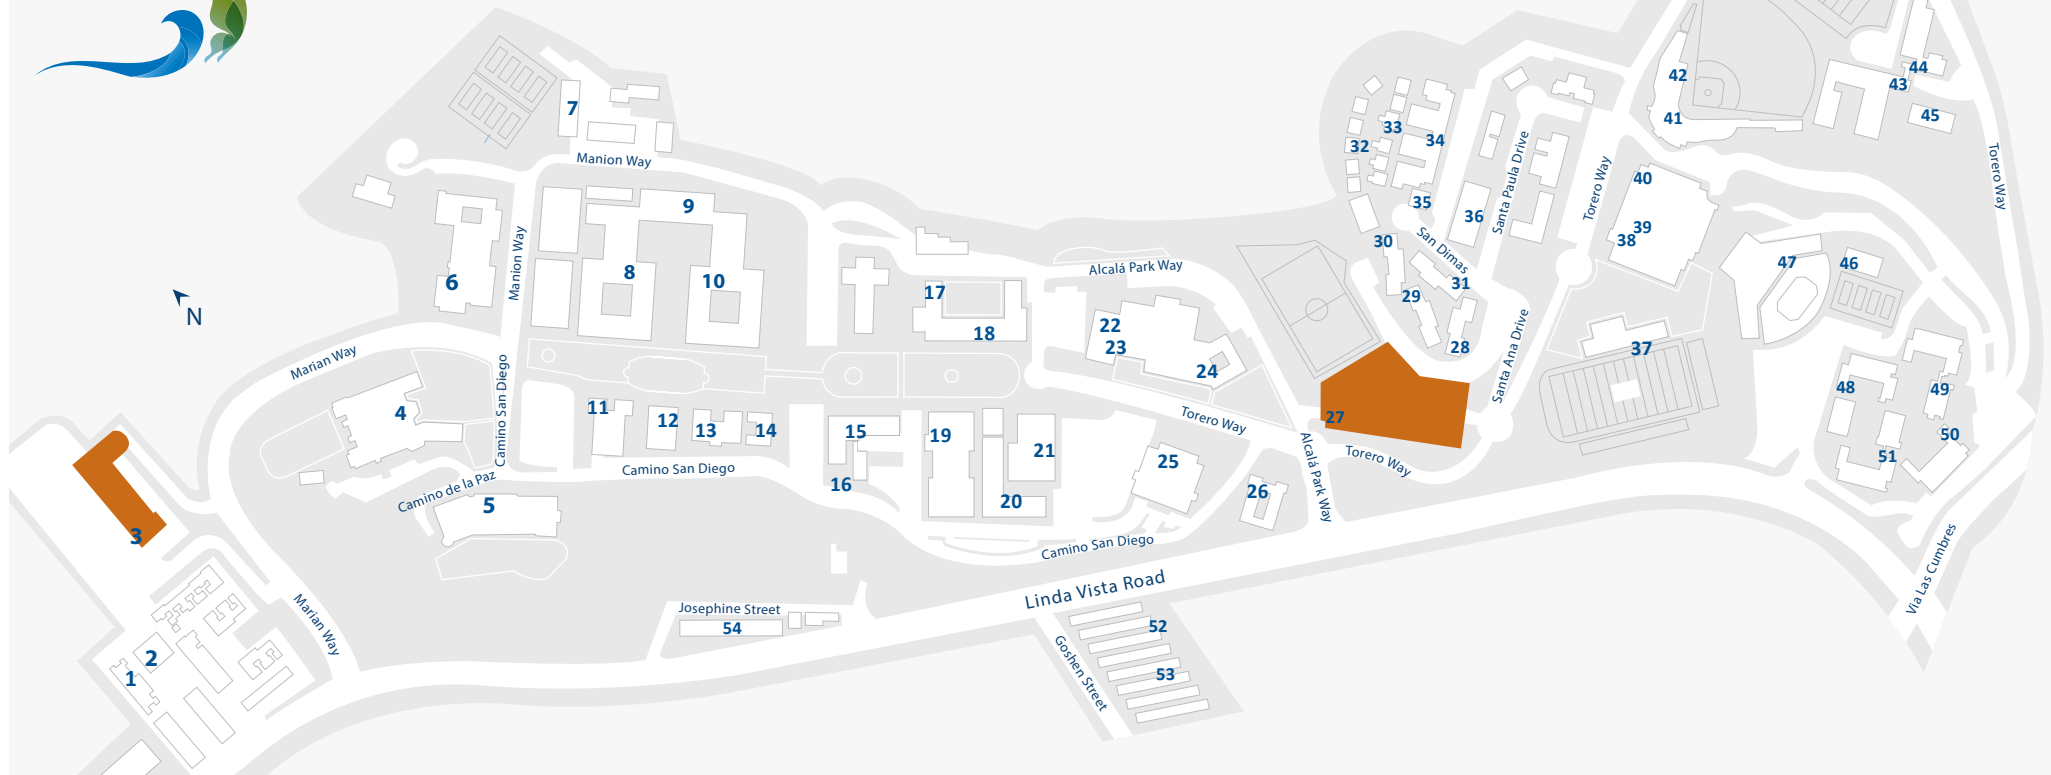 44
42
43
7
45
41
33
34
32
Manion Way
Santa Paula Drive
Torero Way
40
Torero Way
35
9
36
39
38
30
San Dimas
Manion Way
47
46
Alcalá Park Way
8
10
6
31
29
17
N
22
18
23
28
37
Santa Ana Drive
Marian Way
24
Camino San Diego
48
49
4
11
12
13
14
15
19
Torero Way
27
50
21
25
Alcalá Park Way
Torero Way
51
Camino San Diego
16
26
Camino de la Paz
5
20
3
Camino San Diego
Via Las Cumbres
Linda Vista Road
Marian Way
Josephine Street
54
52
Goshen Street
53
2
1